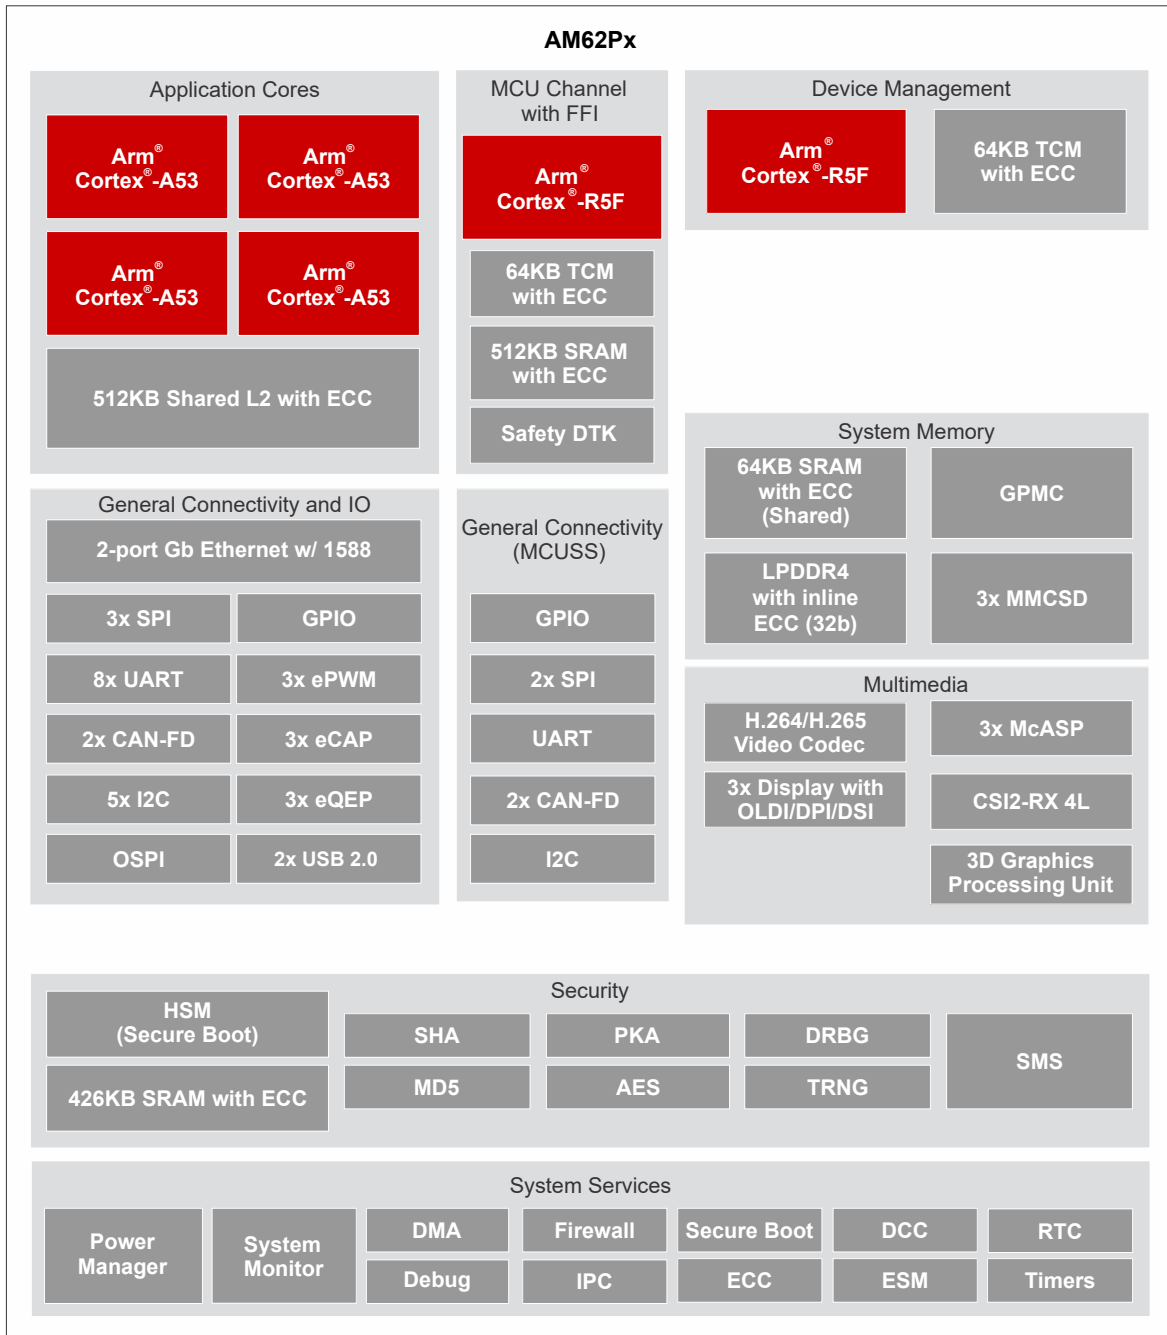 AM62Px
Application Cores
Arm®
Cortex®-A53
Arm®
Cortex®-A53
Arm®
Cortex®-A53
Arm®
Cortex®-A53
512KB Shared L2 with ECC
MCU Channel
with FFI
Arm®
Cortex®-R5F
64KB TCM
with ECC
512KB SRAM
with ECC
Safety DTK
Device Management
Arm®
Cortex®-R5F
64KB TCM
with ECC
System Memory
64KB SRAM
with ECC
(Shared)
GPMC
LPDDR4
with inline
ECC (32b)
3x MMCSD
General Connectivity and IO
2-port Gb Ethernet w/ 1588
3x SPI
GPIO
8x UART
3x ePWM
2x CAN-FD
3x eCAP
5x I2C
3x eQEP
OSPI
2x USB 2.0
General Connectivity
(MCUSS)
GPIO
2x SPI
UART
2x CAN-FD
I2C
Multimedia
H.264/H.265
Video Codec
3x McASP
3x Display with
OLDI/DPI/DSI
CSI2-RX 4L
3D Graphics
Processing Unit
Security
HSM
(Secure Boot)
426KB SRAM with ECC
SHA
PKA
DRBG
MD5
AES
TRNG
SMS
System Services
Power
Manager
System
Monitor
DMA
Firewall
Secure Boot
DCC
RTC
Debug
IPC
ECC
ESM
Timers